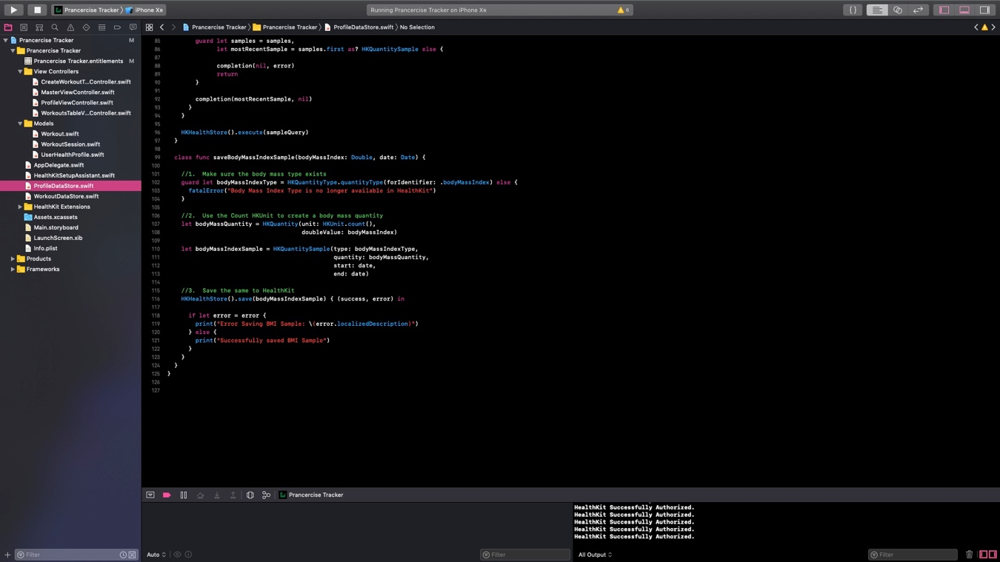 Prancercise Tracker 〉 iPhone Xʀ
Running Prancercise Tracker on iPhone Xʀ
6
Prancercise Tracker 〉 Prancercise Tracker 〉 ProfileDataStore.swift 〉 No Selection
Prancercise Tracker M
Prancercise Tracker
Prancercise Tracker.entitlements M
View Controllers
CreateWorkoutT...Controller.swift
MasterViewController.swift
ProfileViewController.swift
WorkoutsTableV...Controller.swift
Models
Workout.swift
WorkoutSession.swift
UserHealthProfile.swift
AppDelegate.swift
HealthKitSetupAssistant.swift
ProfileDataStore.swift
WorkoutDataStore.swift
HealthKit Extensions
Assets.xcassets
Main.storyboard
LaunchScreen.xib
Info.plist
Products
Frameworks
Filter
85 guard let samples = samples,
86 let mostRecentSample = samples.first as? HKQuantitySample else {
87
88 completion(nil, error)
89 return
90 }
91
92 completion(mostRecentSample, nil)
93 }
94 }
95
96 HKHealthStore().execute(sampleQuery)
97 }
98
99 class func saveBodyMassIndexSample(bodyMassIndex: Double, date: Date) {
100
101 //1.  Make sure the body mass type exists
102 guard let bodyMassIndexType = HKQuantityType.quantityType(forIdentifier: .bodyMassIndex) else {
103 fatalError("Body Mass Index Type is no longer available in HealthKit")
104 }
105
106 //2.  Use the Count HKUnit to create a body mass quantity
107 let bodyMassQuantity = HKQuantity(unit: HKUnit.count(),
108 doubleValue: bodyMassIndex)
109
110 let bodyMassIndexSample = HKQuantitySample(type: bodyMassIndexType,
111 quantity: bodyMassQuantity,
112 start: date,
113 end: date)
114
115 //3.  Save the same to HealthKit
116 HKHealthStore().save(bodyMassIndexSample) { (success, error) in
117
118 if let error = error {
119 print("Error Saving BMI Sample: \(error.localizedDescription)")
120 } else {
121 print("Successfully saved BMI Sample")
122 }
123 }
124 }
125 }
126
127
Prancercise Tracker
HealthKit Successfully Authorized.
HealthKit Successfully Authorized.
HealthKit Successfully Authorized.
HealthKit Successfully Authorized.
HealthKit Successfully Authorized.
Auto
Filter
All Output
Filter